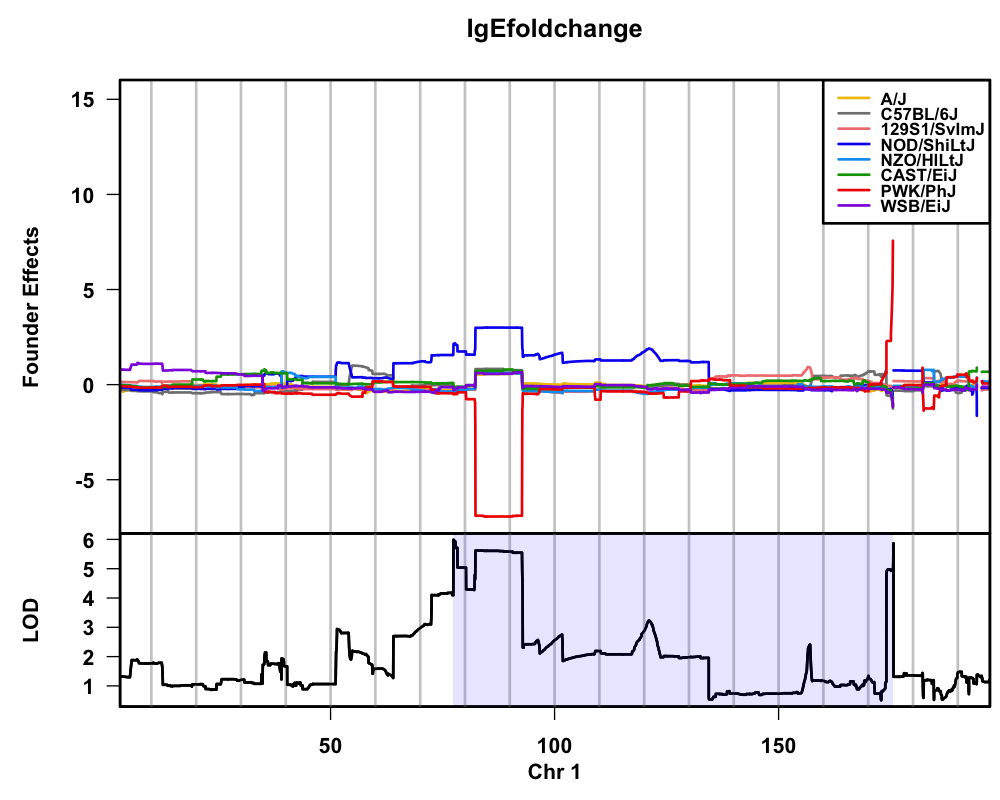 IgEfoldchange
15
10
5
0
-5
Founder Effects
A/J
C57BL/6J
129S1/SvImJ
NOD/ShiLtJ
NZO/HlLtJ
CAST/EiJ
PWK/PhJ
WSB/EiJ
6
5
4
3
2
1
LOD
50
100
150
Chr 1